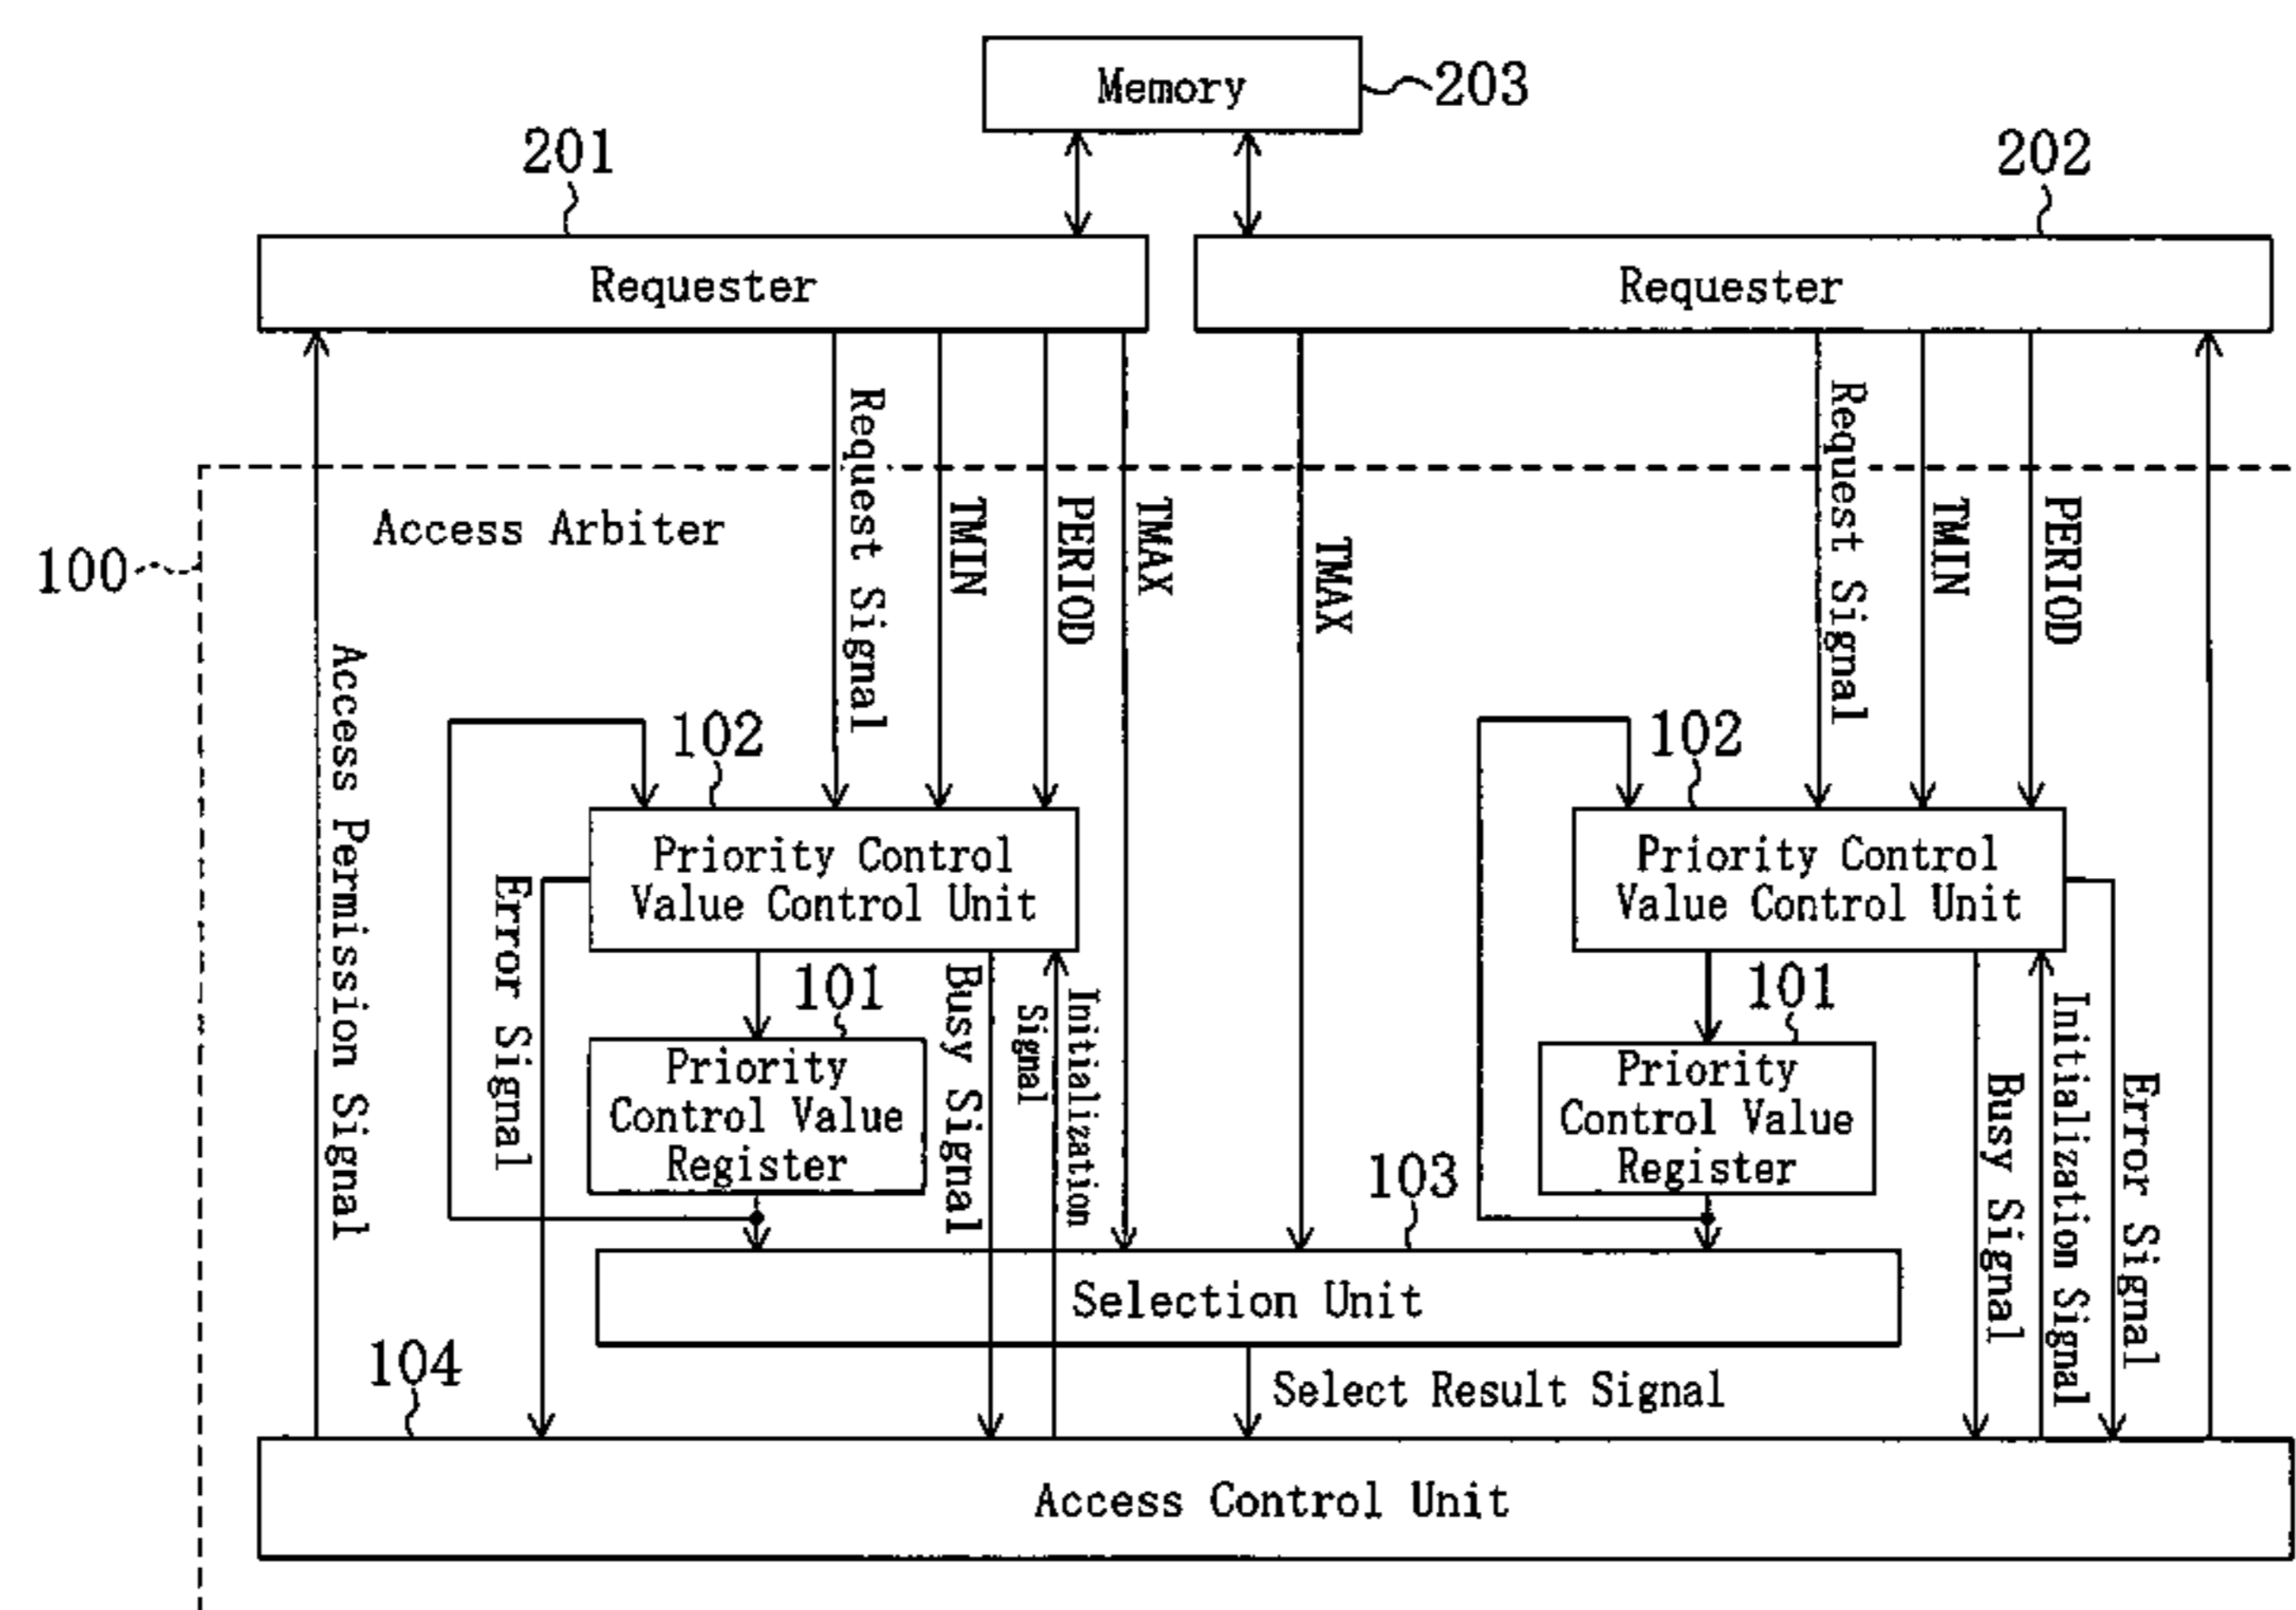 Memory
203
201
202
Requester
Requester
Request Signal
TMIN
PERIOD
TMAX
TMAX
Request Signal
TMIN
PERIOD
Access Arbiter
100
Access Permission Signal
102
102
Priority Control
Value Control Unit
Priority Control
Value Control Unit
Error Signal
101
Busy Signal
Initialization
Signal
101
Priority
Control Value
Register
Priority
Control Value
Register
Busy Signal
Initialization Signal
Error Signal
103
Selection Unit
104
Select Result Signal
Access Control Unit